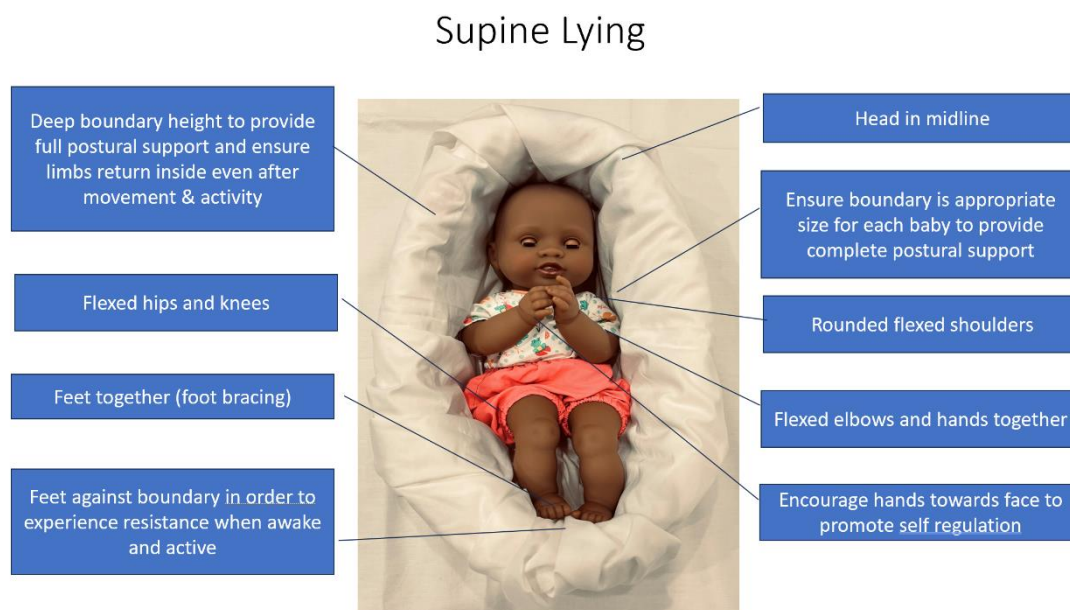 Supine Lying
Deep boundary height to provide
full postural support and ensure
limbs return inside even after
movement & activity
Flexed hips and knees
Feet together (foot bracing)
Feet against boundary in order to
experience resistance when awake
and active
Head in midline
Ensure boundary is appropriate
size for each baby to provide
complete postural support
Rounded flexed shoulders
Flexed elbows and hands together
Encourage hands towards face to
promote self regulation